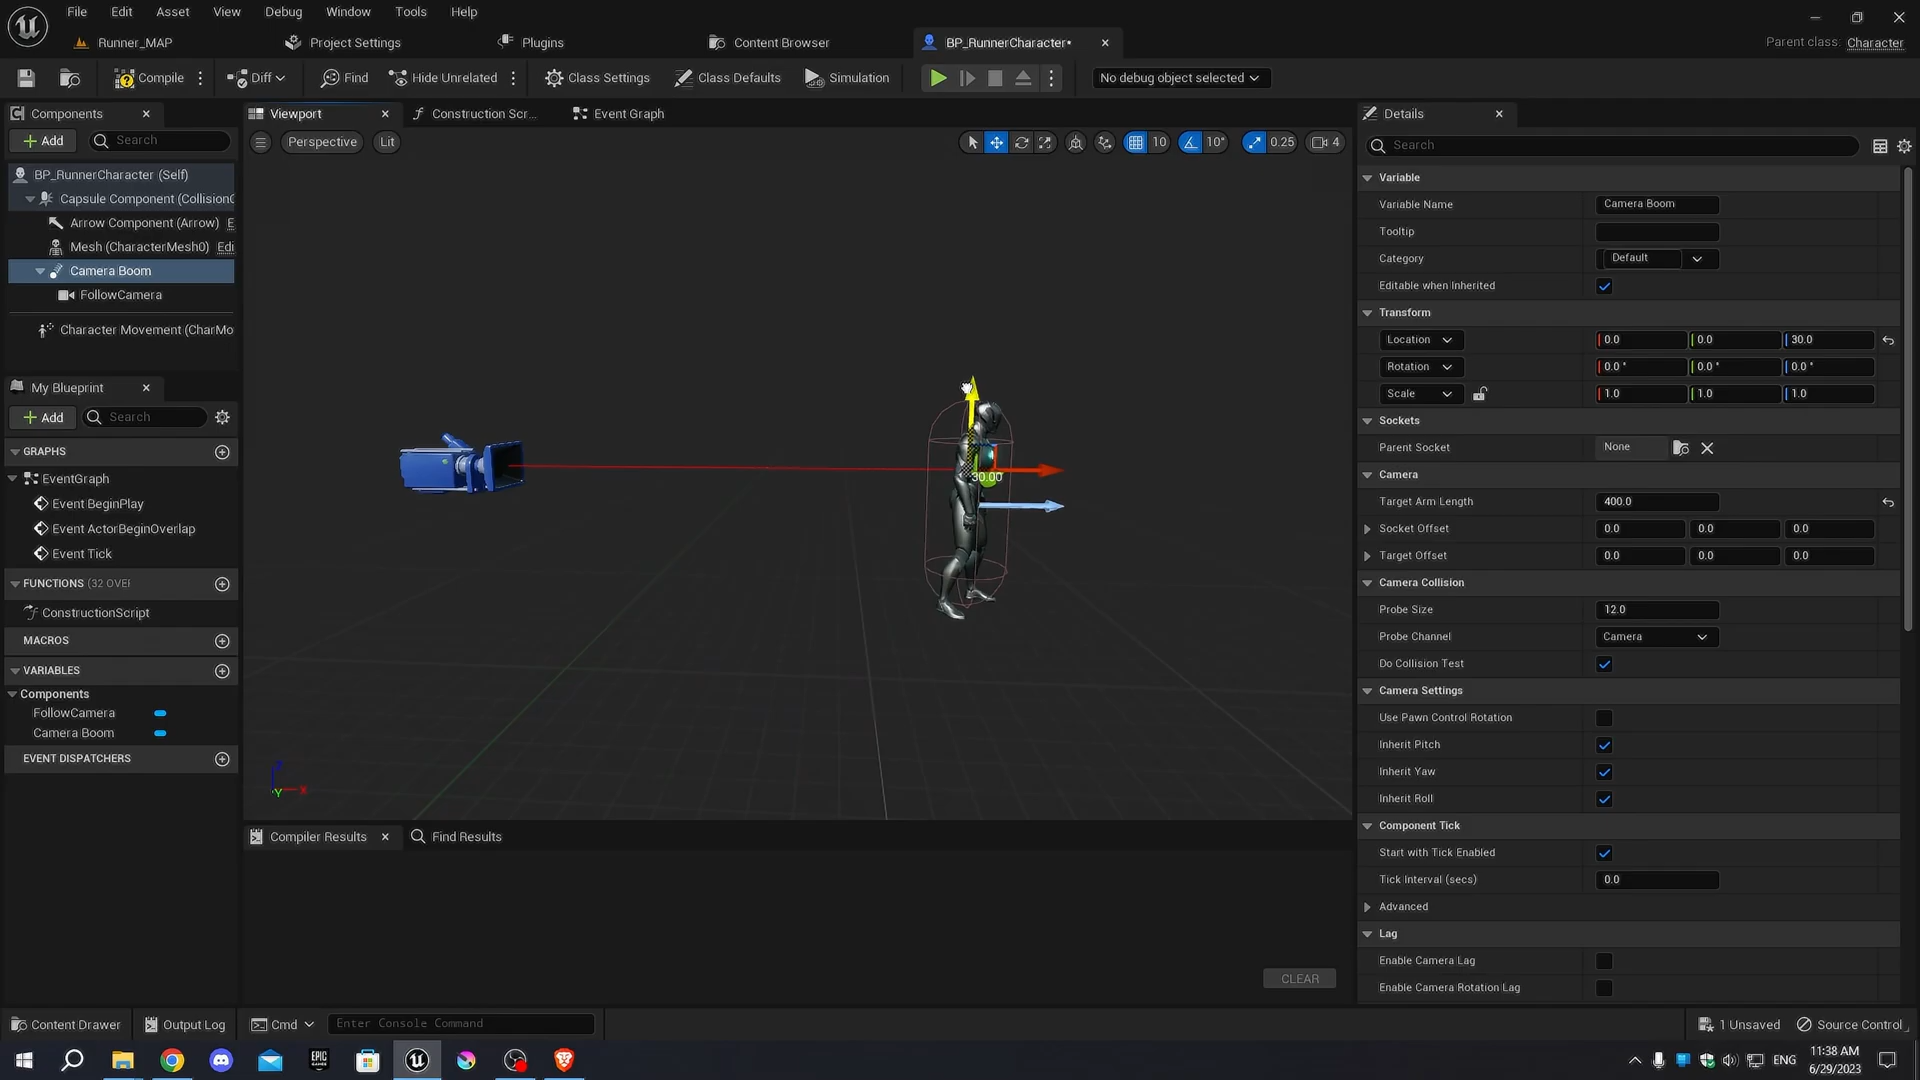 File Edit View Asset Debug Window Tools Help
Runner_MAP Project Settings Plugins Content Browser BP_RunnerCharacter• Parent class: Character
Compile Diff Find Hide Unrelated Class Settings Class Defaults Simulation No debug object selected
Components
Add Search
BP_RunnerCharacter (Self)
Capsule Component (CollisionC
Arrow Component (Arrow) E
Mesh (CharacterMesh0) Edi
Camera Boom
FollowCamera
Character Movement (CharMo
My Blueprint
Add Search
GRAPHS
EventGraph
Event BeginPlay
Event ActorBeginOverlap
Event Tick
FUNCTIONS (32 OVER
ConstructionScript
MACROS
VARIABLES
Components
FollowCamera
Camera Boom
EVENT DISPATCHERS
Viewport Construction Scr... Event Graph
Perspective Lit 10 10° 0.25 4
30.00
Z
Y X
Compiler Results Find Results
CLEAR
Details
Search
Variable
Variable Name Camera Boom
Tooltip
Category Default
Editable when Inherited
Transform
Location 0.0 0.0 30.0
Rotation 0.0 ° 0.0 ° 0.0 °
Scale 1.0 1.0 1.0
Sockets
Parent Socket None
Camera
Target Arm Length 400.0
Socket Offset 0.0 0.0 0.0
Target Offset 0.0 0.0 0.0
Camera Collision
Probe Size 12.0
Probe Channel Camera
Do Collision Test
Camera Settings
Use Pawn Control Rotation
Inherit Pitch
Inherit Yaw
Inherit Roll
Component Tick
Start with Tick Enabled
Tick Interval (secs) 0.0
Advanced
Lag
Enable Camera Lag
Enable Camera Rotation Lag
Content Drawer Output Log Cmd Enter Console Command 1 Unsaved Source Control
EPIC GAMES
ENG 11:38 AM
6/29/2023